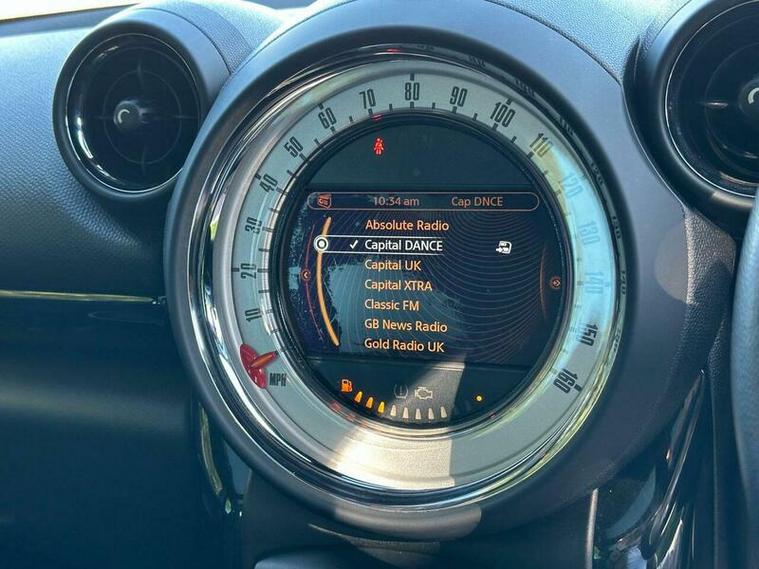 10 20 30 40 50 60 70 80 90 100 110 120 130 140 150 160
MPH
10:34 am Cap DNCE
Absolute Radio
Capital DANCE
Capital UK
Capital XTRA
Classic FM
GB News Radio
Gold Radio UK